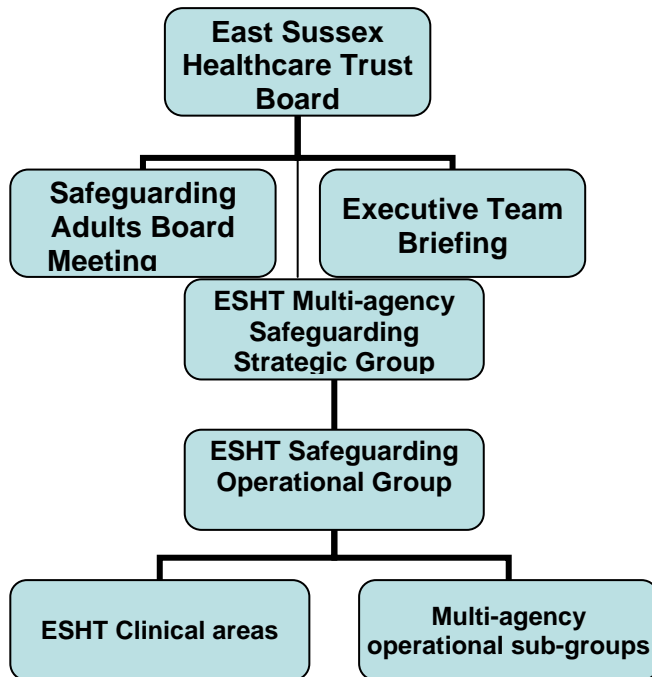 East Sussex
Healthcare Trust
Board
Safeguarding
Adults Board
Meeting
Executive Team
Briefing
ESHT Multi-agency
Safeguarding
Strategic Group
ESHT Safeguarding
Operational Group
ESHT Clinical areas
Multi-agency
operational sub-groups